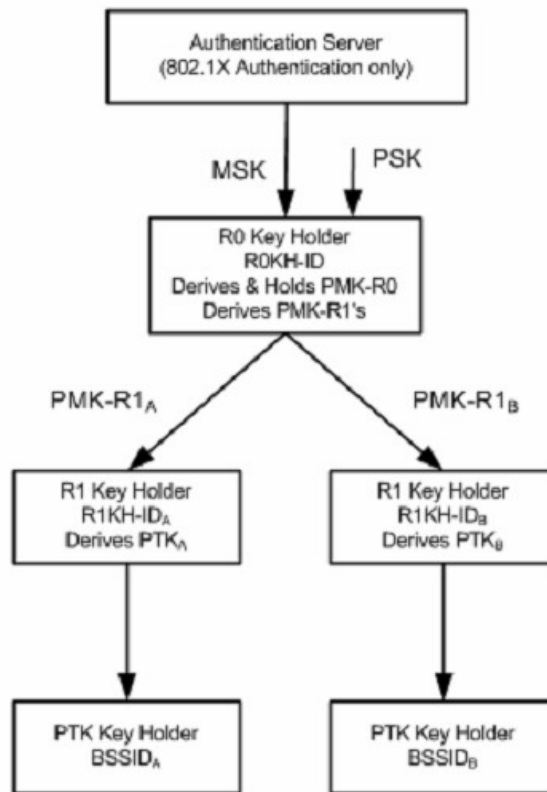 Authentication Server
(802.1X Authentication only)
MSK
PSK
R0 Key Holder
R0KH-ID
Derives & Holds PMK-R0
Derives PMK-R1's
PMK-R1A
PMK-R1B
R1 Key Holder
R1KH-IDA
Derives PTKA
R1 Key Holder
R1KH-IDB
Derives PTKB
PTK Key Holder
BSSIDA
PTK Key Holder
BSSIDB